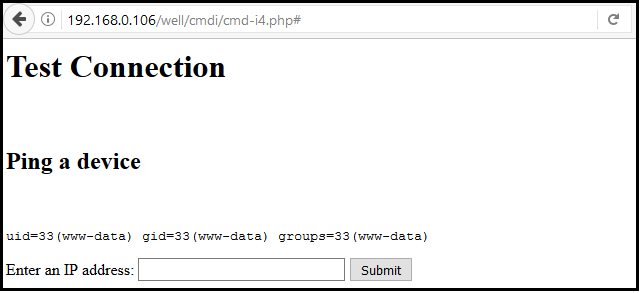 192.168.0.106/well/cmdi/cmd-i4.php#
Test Connection
Ping a device
uid=33(www-data) gid=33(www-data) groups=33(www-data)
Enter an IP address: Submit